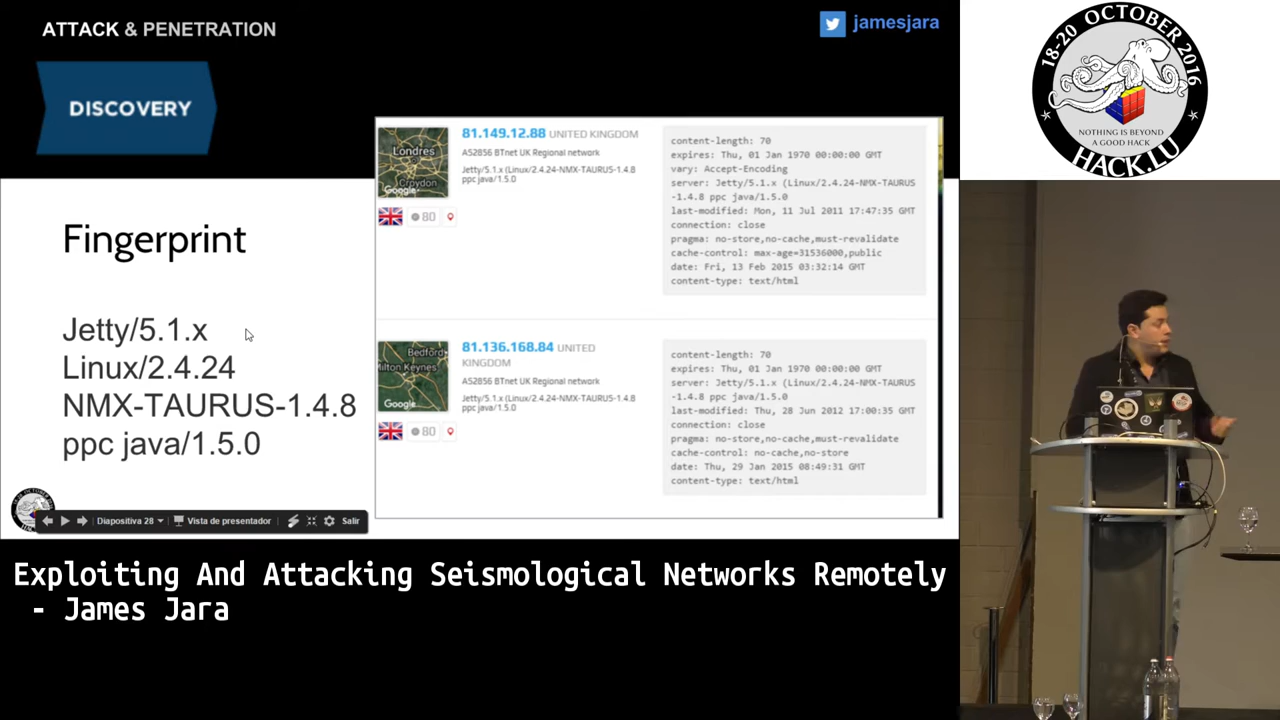 ATTACK & PENETRATION
jamesjara
DISCOVERY
Fingerprint
Jetty/5.1.x
Linux/2.4.24
NMX-TAURUS-1.4.8
ppc java/1.5.0
Londres
Croydon
Google
81.149.12.88 UNITED KINGDOM
AS2856 BTnet UK Regional network
Jetty/5.1.x (Linux/2.4.24-NMX-TAURUS-1.4.8
ppc java/1.5.0
80
content-length: 70
expires: Thu, 01 Jan 1970 00:00:00 GMT
vary: Accept-Encoding
server: Jetty/5.1.x (Linux/2.4.24-NMX-TAURUS
-1.4.8 ppc java/1.5.0
last-modified: Mon, 11 Jul 2011 17:47:35 GMT
connection: close
pragma: no-store,no-cache,must-revalidate
cache-control: max-age=31536000,public
date: Fri, 13 Feb 2015 03:32:14 GMT
content-type: text/html
Bedford
Milton Keynes
Google
81.136.168.84 UNITED
KINGDOM
AS2856 BTnet UK Regional network
Jetty/5.1.x (Linux/2.4.24-NMX-TAURUS-1.4.8
ppc java/1.5.0
80
content-length: 70
expires: Thu, 01 Jan 1970 00:00:00 GMT
server: Jetty/5.1.x (Linux/2.4.24-NMX-TAURUS
-1.4.8 ppc java/1.5.0
last-modified: Thu, 28 Jun 2012 17:00:35 GMT
connection: close
pragma: no-store,no-cache,must-revalidate
cache-control: no-cache,no-store
date: Thu, 29 Jan 2015 08:49:31 GMT
content-type: text/html
Diapositiva 28
Vista de presentador
Salir
Exploiting And Attacking Seismological Networks Remotely
- James Jara
18-20 OCTOBER 2016
NOTHING IS BEYOND
A GOOD HACK
HACK.LU